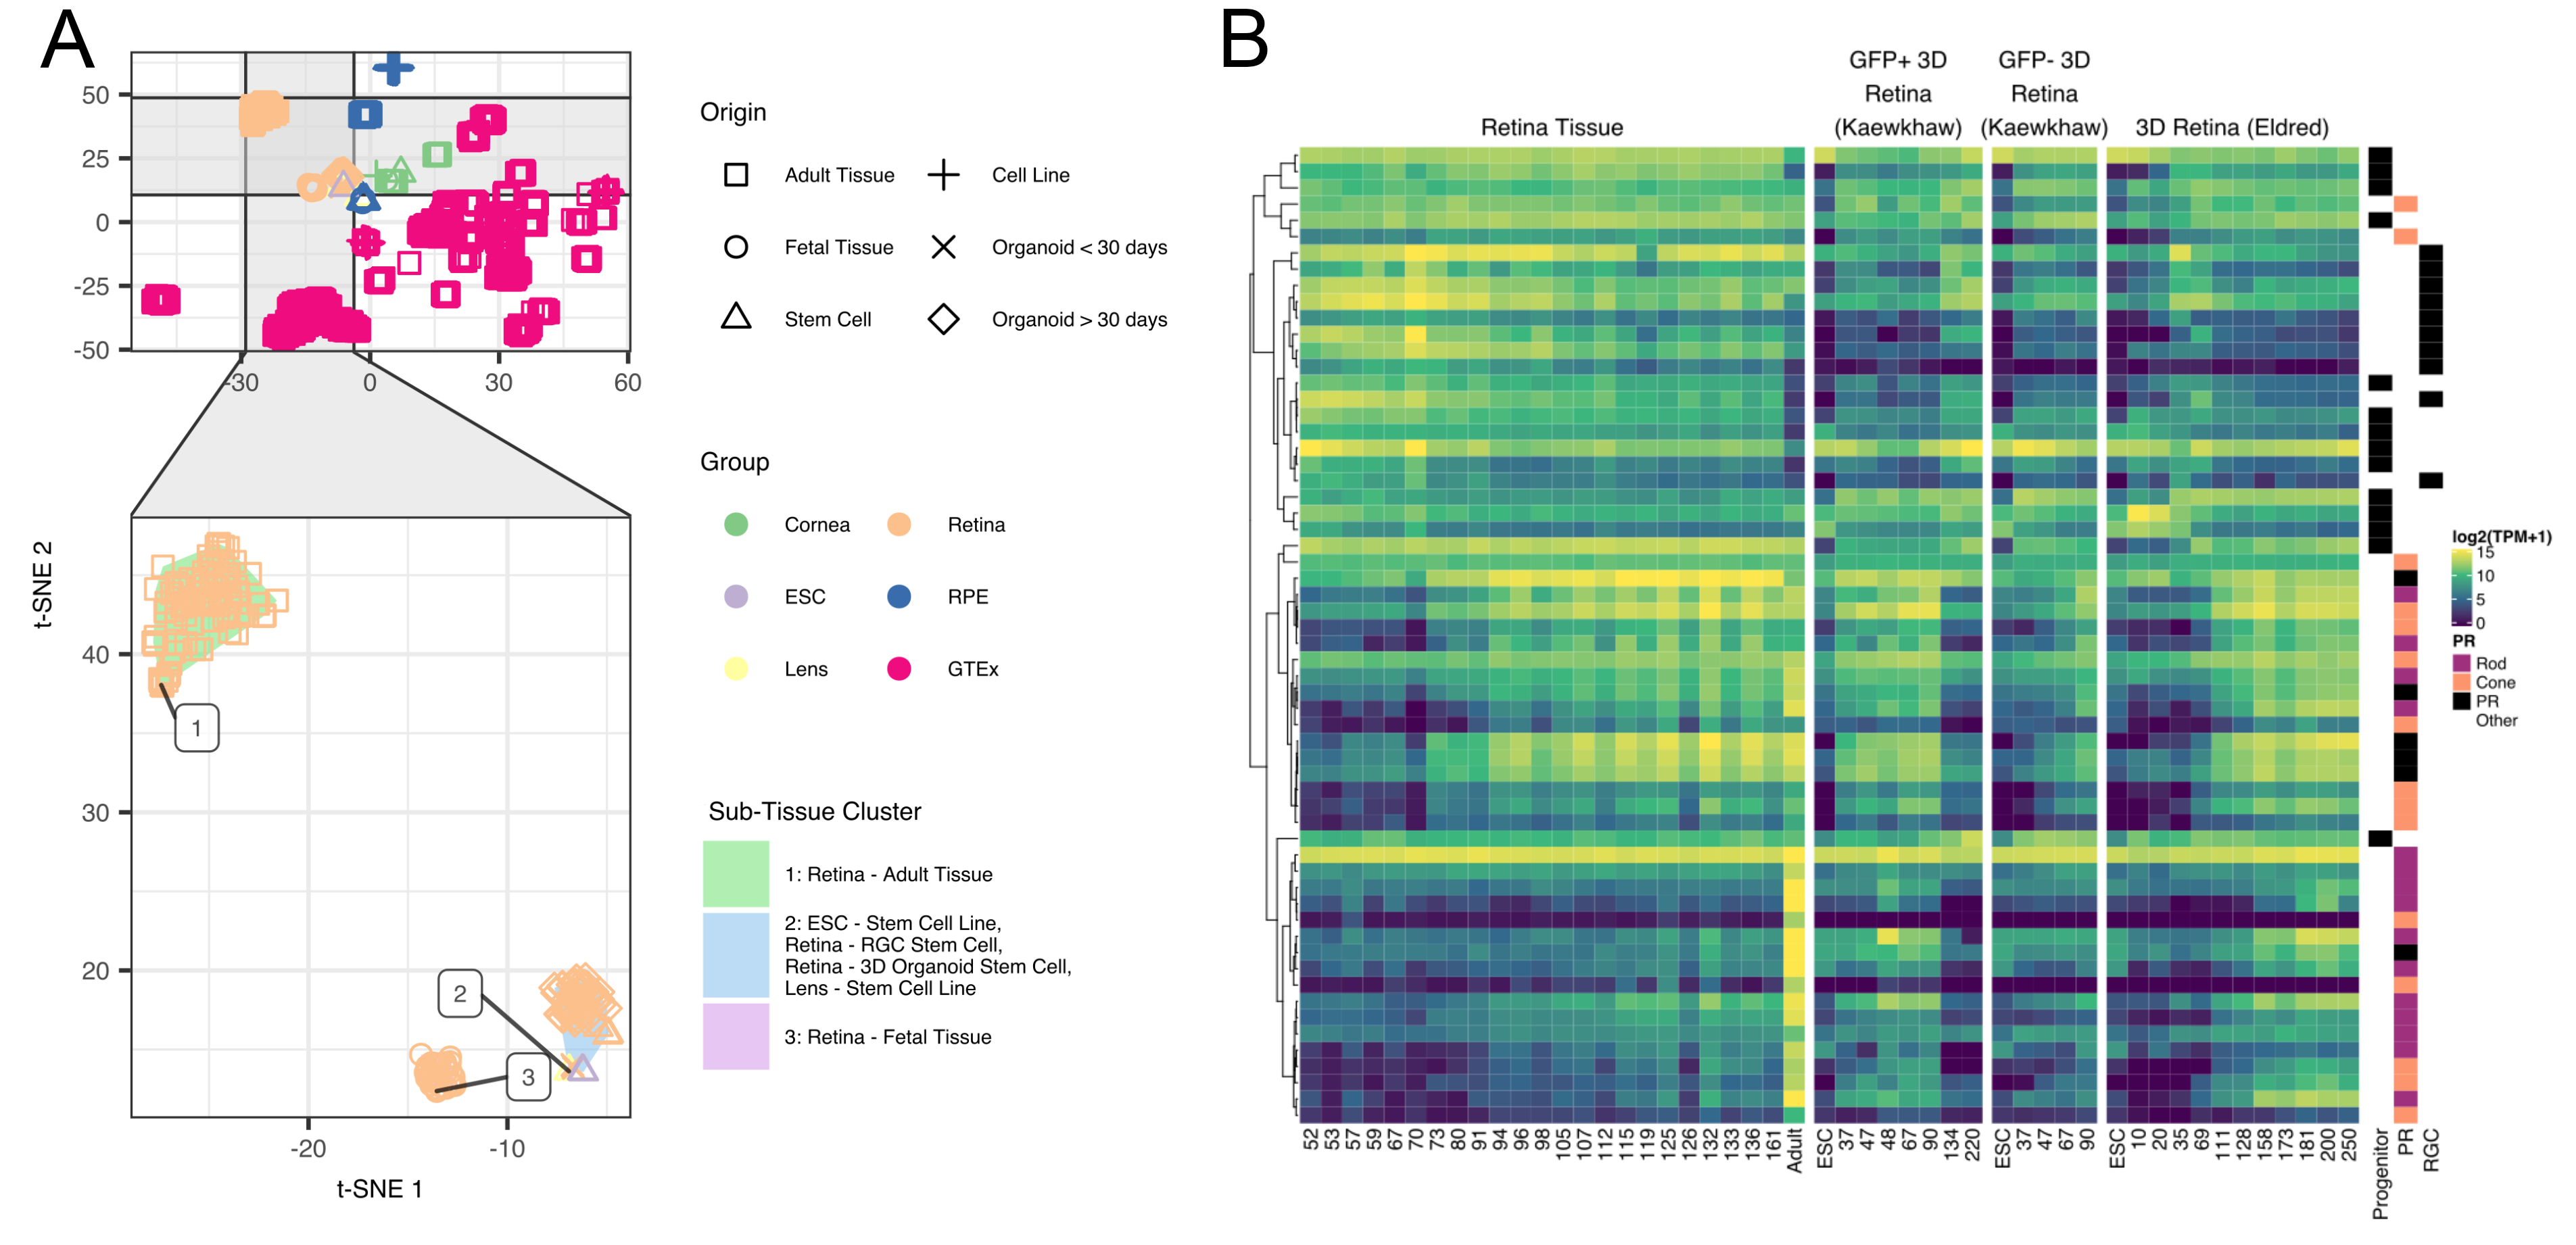 A
50
25
0
-25
-50
-30
0
30
60
t-SNE 2
40
30
20
-20
-10
t-SNE 1
1
2
3
Origin
Adult Tissue
Cell Line
Fetal Tissue
Organoid < 30 days
Stem Cell
Organoid > 30 days
Group
Cornea
Retina
ESC
RPE
Lens
GTEx
Sub-Tissue Cluster
1: Retina - Adult Tissue
2: ESC - Stem Cell Line,
Retina - RGC Stem Cell,
Retina - 3D Organoid Stem Cell,
Lens - Stem Cell Line
3: Retina - Fetal Tissue
B
Retina Tissue
GFP+ 3D
Retina
(Kaewkhaw)
GFP- 3D
Retina
(Kaewkhaw)
3D Retina (Eldred)
52 53 57 59 67 70 73 80 91 94 96 98 105 107 112 115 119 125 126 132 133 136 161 Adult
ESC 37 47 48 67 90 134 220
ESC 37 47 67 90
ESC 10 20 35 69 111 128 158 173 181 200 250
Progenitor
PR
RGC
log2(TPM+1)
15
10
5
0
PR
Rod
Cone
PR
Other